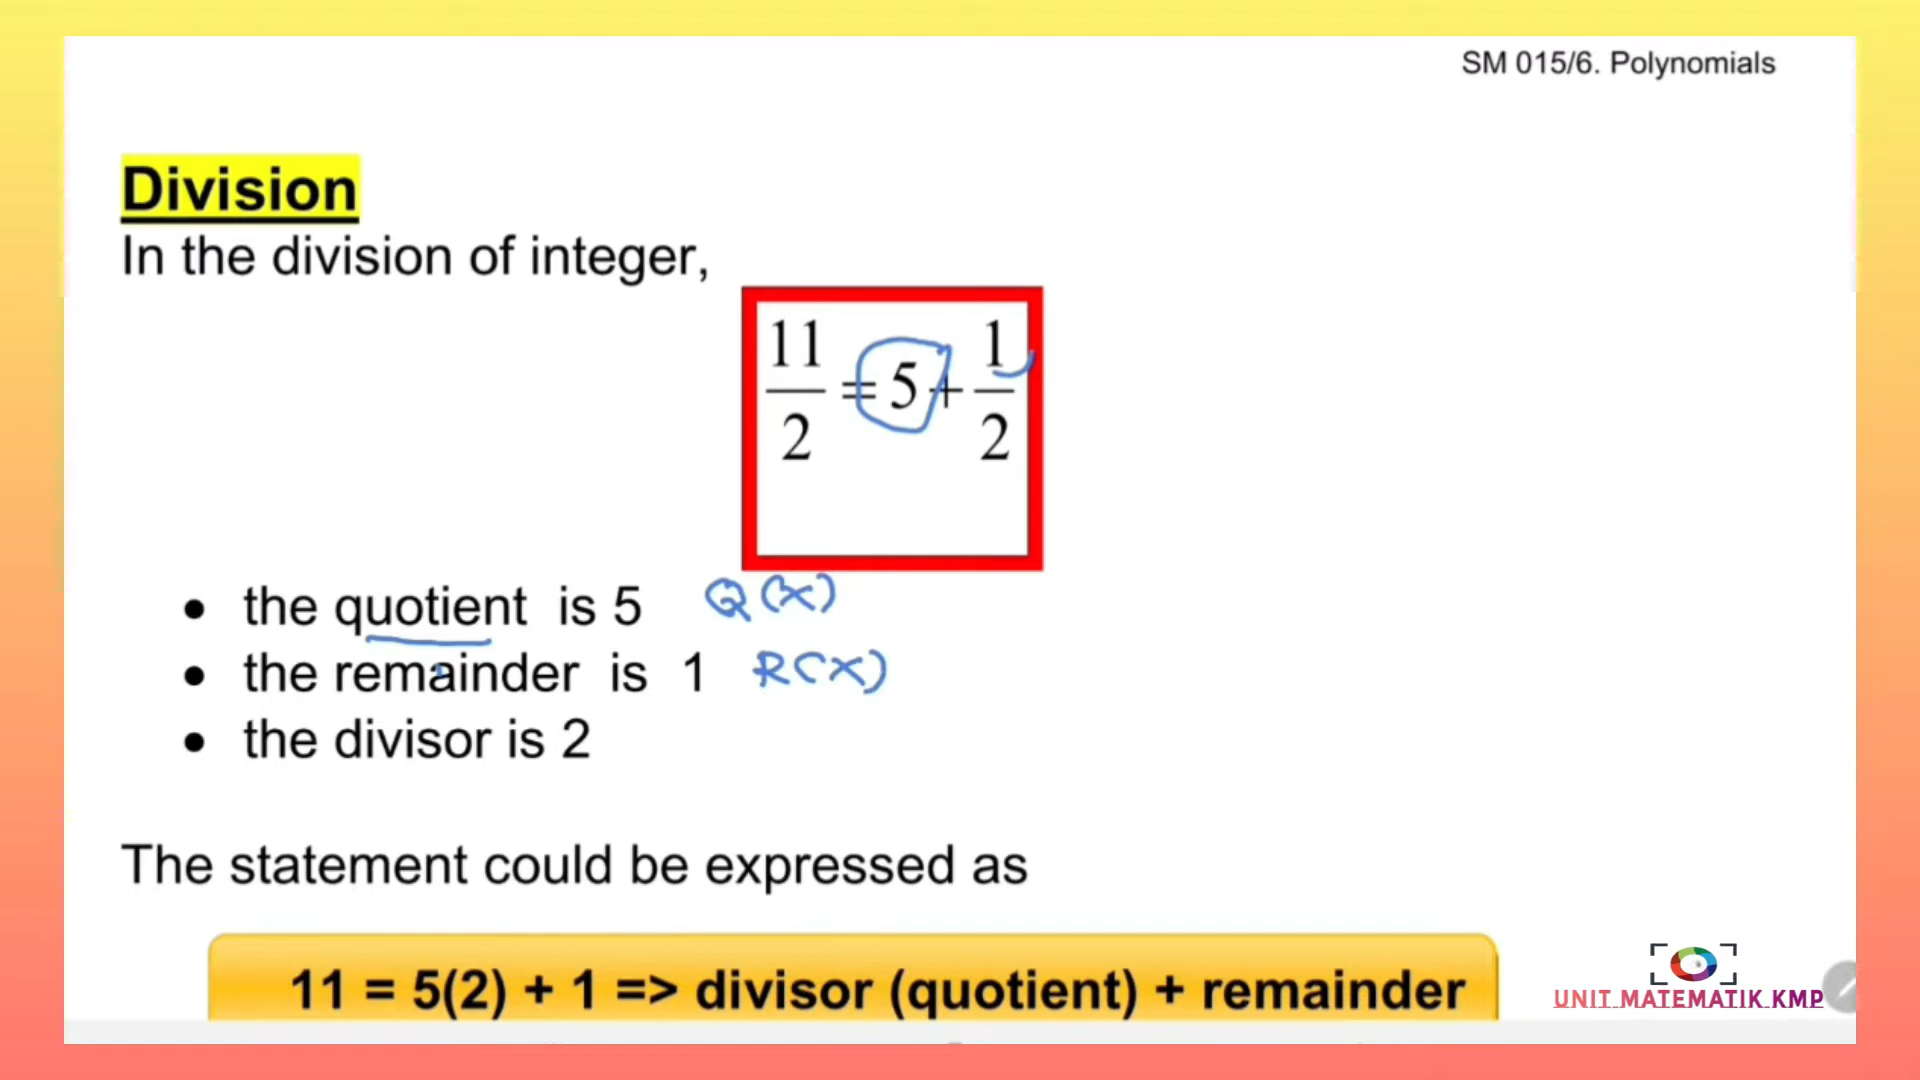 SM 015/6. Polynomials
Division
In the division of integer,
11/2 = 5 + 1/2
• the quotient is 5 Q(x)
• the remainder is 1 R(x)
• the divisor is 2
The statement could be expressed as
11 = 5(2) + 1 => divisor (quotient) + remainder
UNIT MATEMATIK KMP